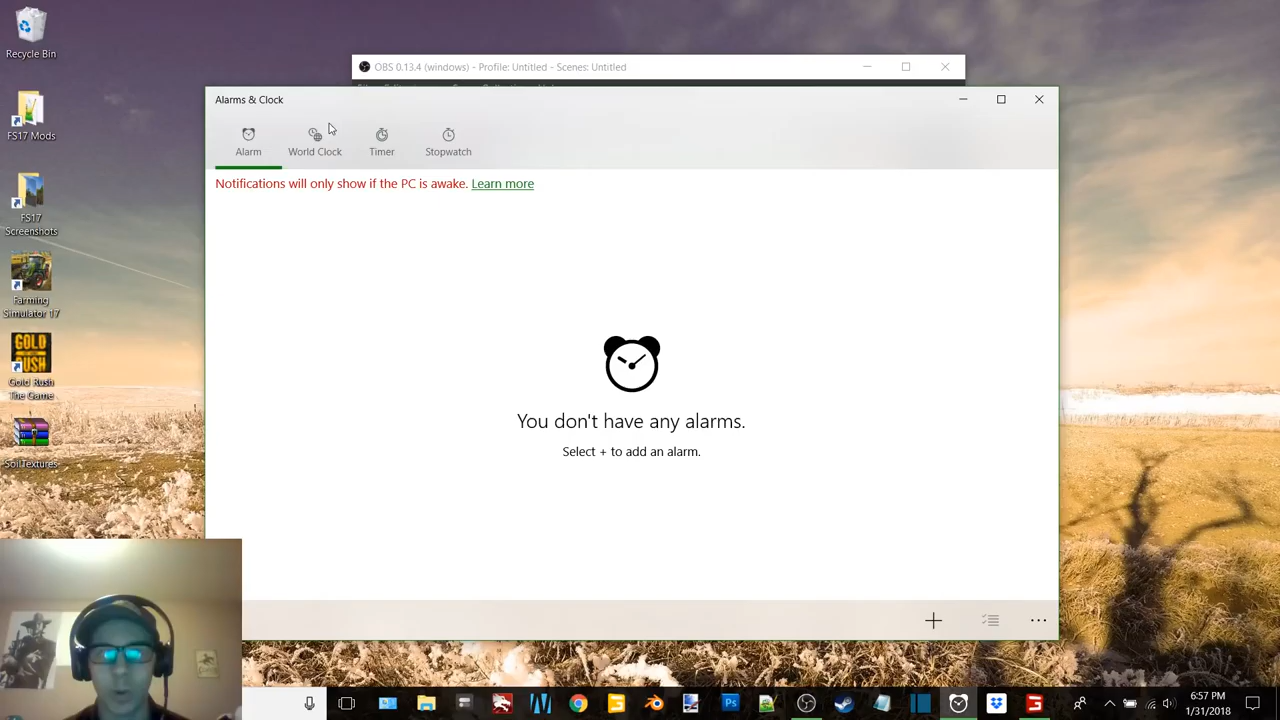 Recycle Bin
FS17 Mods
FS17
Screenshots
Farming
Simulator 17
GOLD
RUSH
Gold Rush
The Game
SoilTextures
OBS 0.13.4 (windows) - Profile: Untitled - Scenes: Untitled
Alarms & Clock
Alarm
World Clock
Timer
Stopwatch
Notifications will only show if the PC is awake. Learn more
You don't have any alarms.
Select + to add an alarm.
6:57 PM
1/31/2018